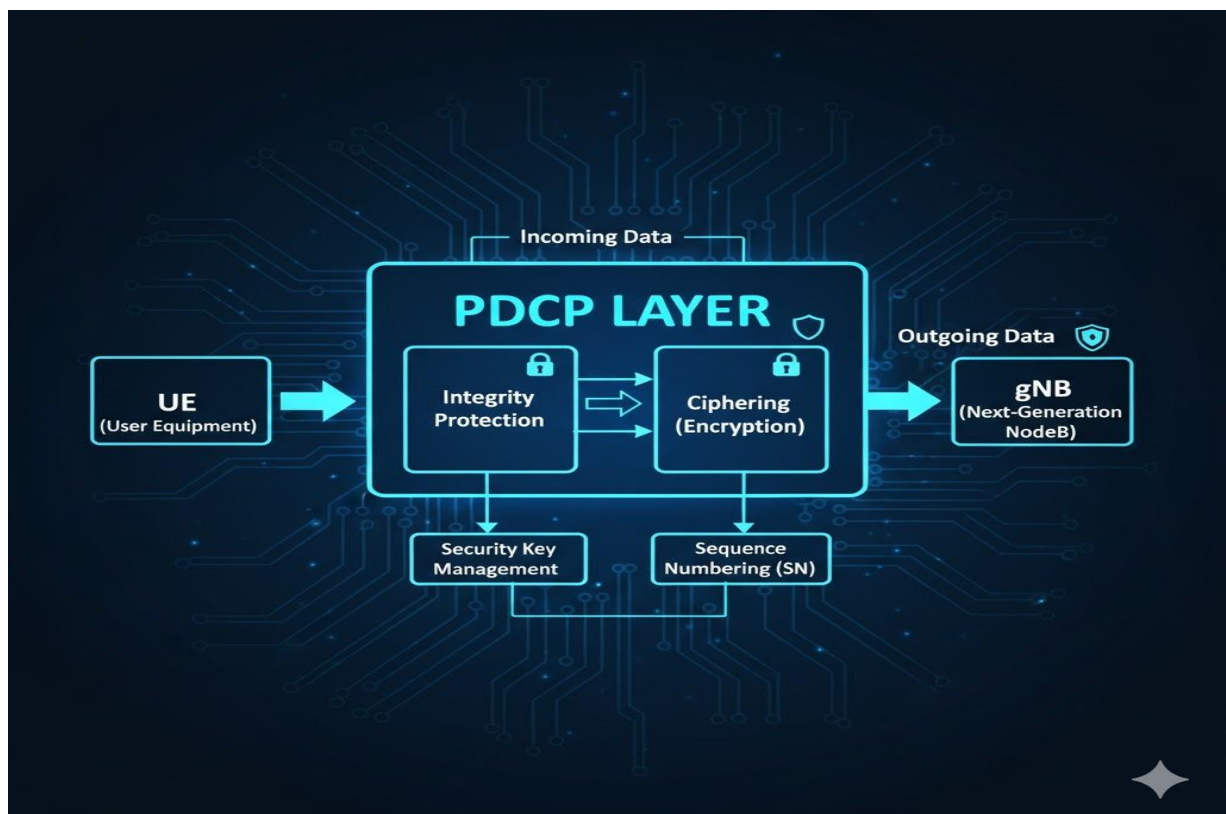 Incoming Data
PDCP LAYER
Outgoing Data
UE
(User Equipment)
Integrity
Protection
Ciphering
(Encryption)
gNB
(Next-Generation
NodeB)
Security Key
Management
Sequence
Numbering (SN)